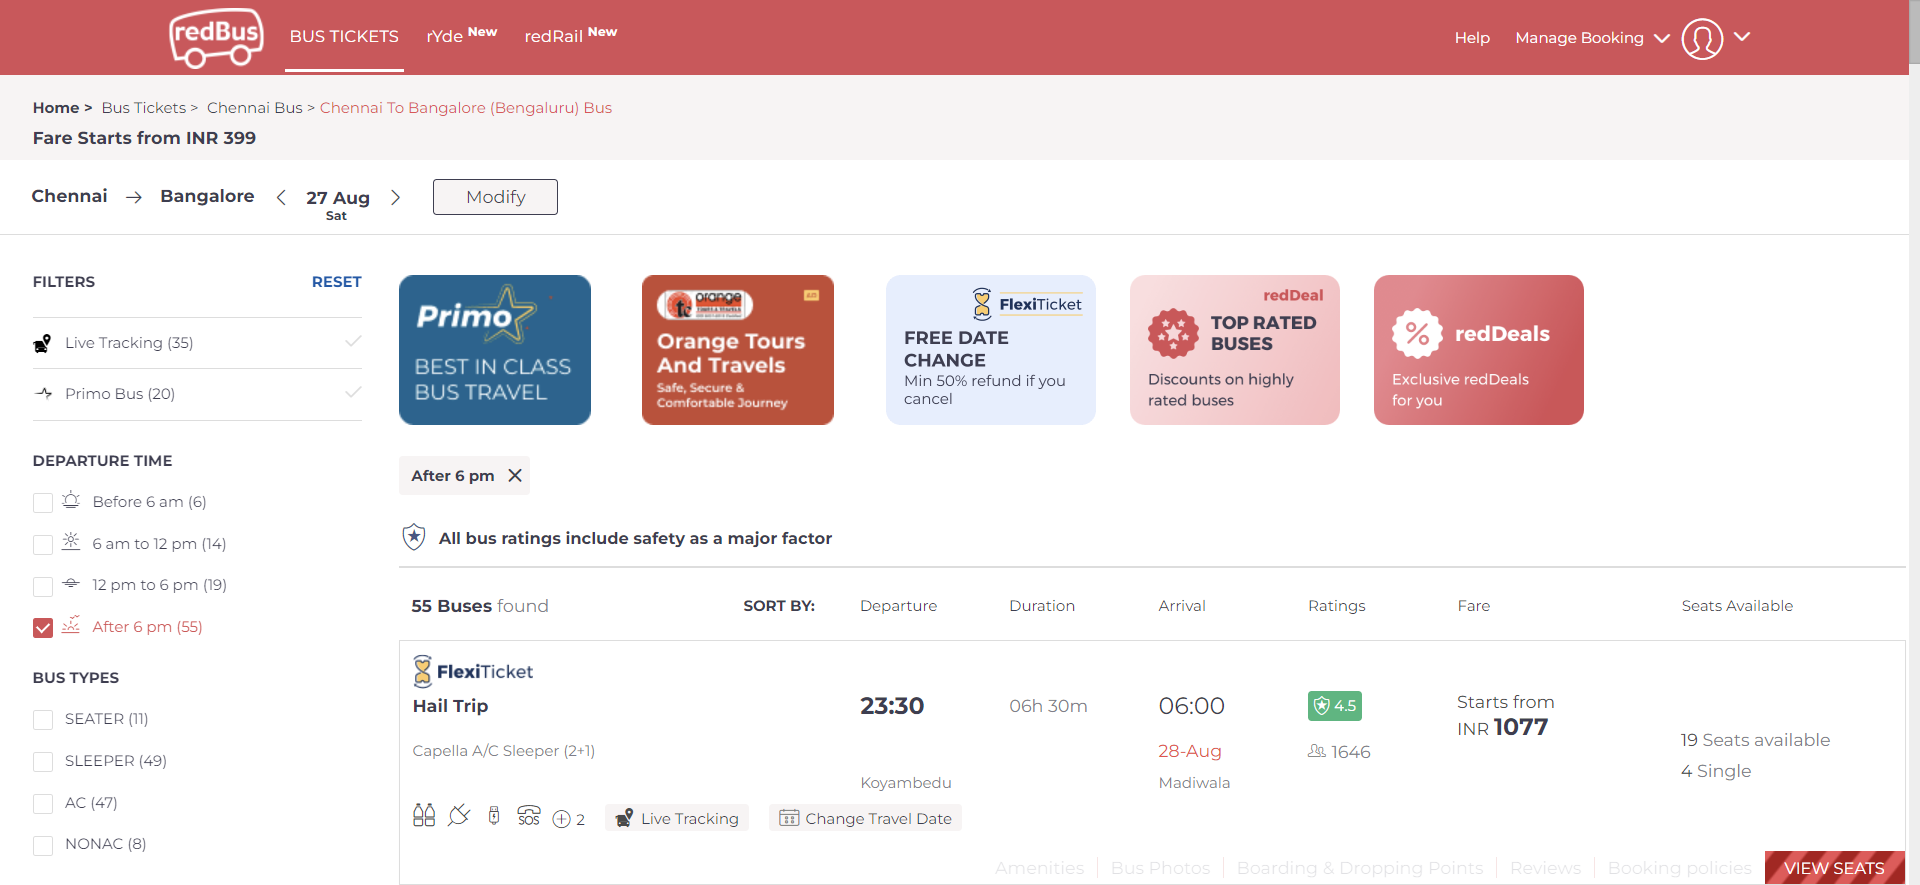 redBus
BUS TICKETS
rYde New
redRail New
Help
Manage Booking
Home > Bus Tickets > Chennai Bus > Chennai To Bangalore (Bengaluru) Bus
Fare Starts from INR 399
Chennai → Bangalore < 27 Aug >
Sat
Modify
FILTERS
RESET
Live Tracking (35)
Primo Bus (20)
DEPARTURE TIME
Before 6 am (6)
6 am to 12 pm (14)
12 pm to 6 pm (19)
After 6 pm (55)
BUS TYPES
SEATER (11)
SLEEPER (49)
AC (47)
NONAC (8)
Primo
BEST IN CLASS
BUS TRAVEL
orange
Orange Tours
And Travels
Safe, Secure &
Comfortable Journey
FlexiTicket
FREE DATE
CHANGE
Min 50% refund if you
cancel
redDeal
TOP RATED
BUSES
Discounts on highly
rated buses
%
redDeals
Exclusive redDeals
for you
After 6 pm
All bus ratings include safety as a major factor
55 Buses found
SORT BY:
Departure
Duration
Arrival
Ratings
Fare
Seats Available
FlexiTicket
Hail Trip
23:30
06h 30m
06:00
4.5
Starts from
INR 1077
Capella A/C Sleeper (2+1)
28-Aug
1646
19 Seats available
4 Single
Koyambedu
Madiwala
SOS
2
Live Tracking
Change Travel Date
Amenities
Bus Photos
Boarding & Dropping Points
Reviews
Booking policies
VIEW SEATS